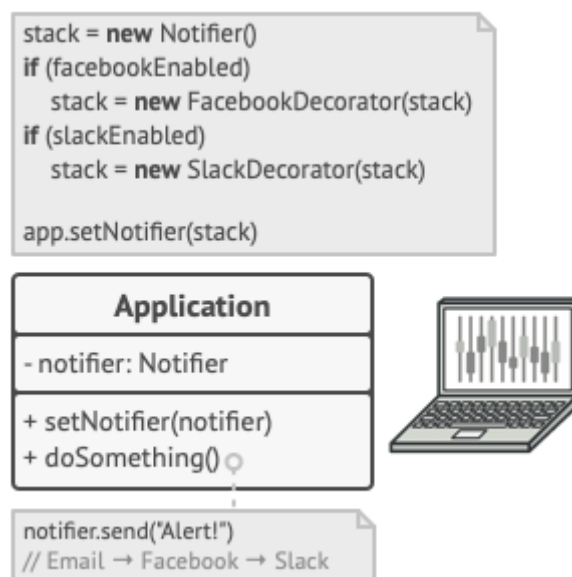 stack = new Notifier()
if (facebookEnabled)
stack = new FacebookDecorator(stack)
if (slackEnabled)
stack = new SlackDecorator(stack)
app.setNotifier(stack)
Application
- notifier: Notifier
+ setNotifier(notifier)
+ doSomething()
notifier.send("Alert!")
// Email → Facebook → Slack